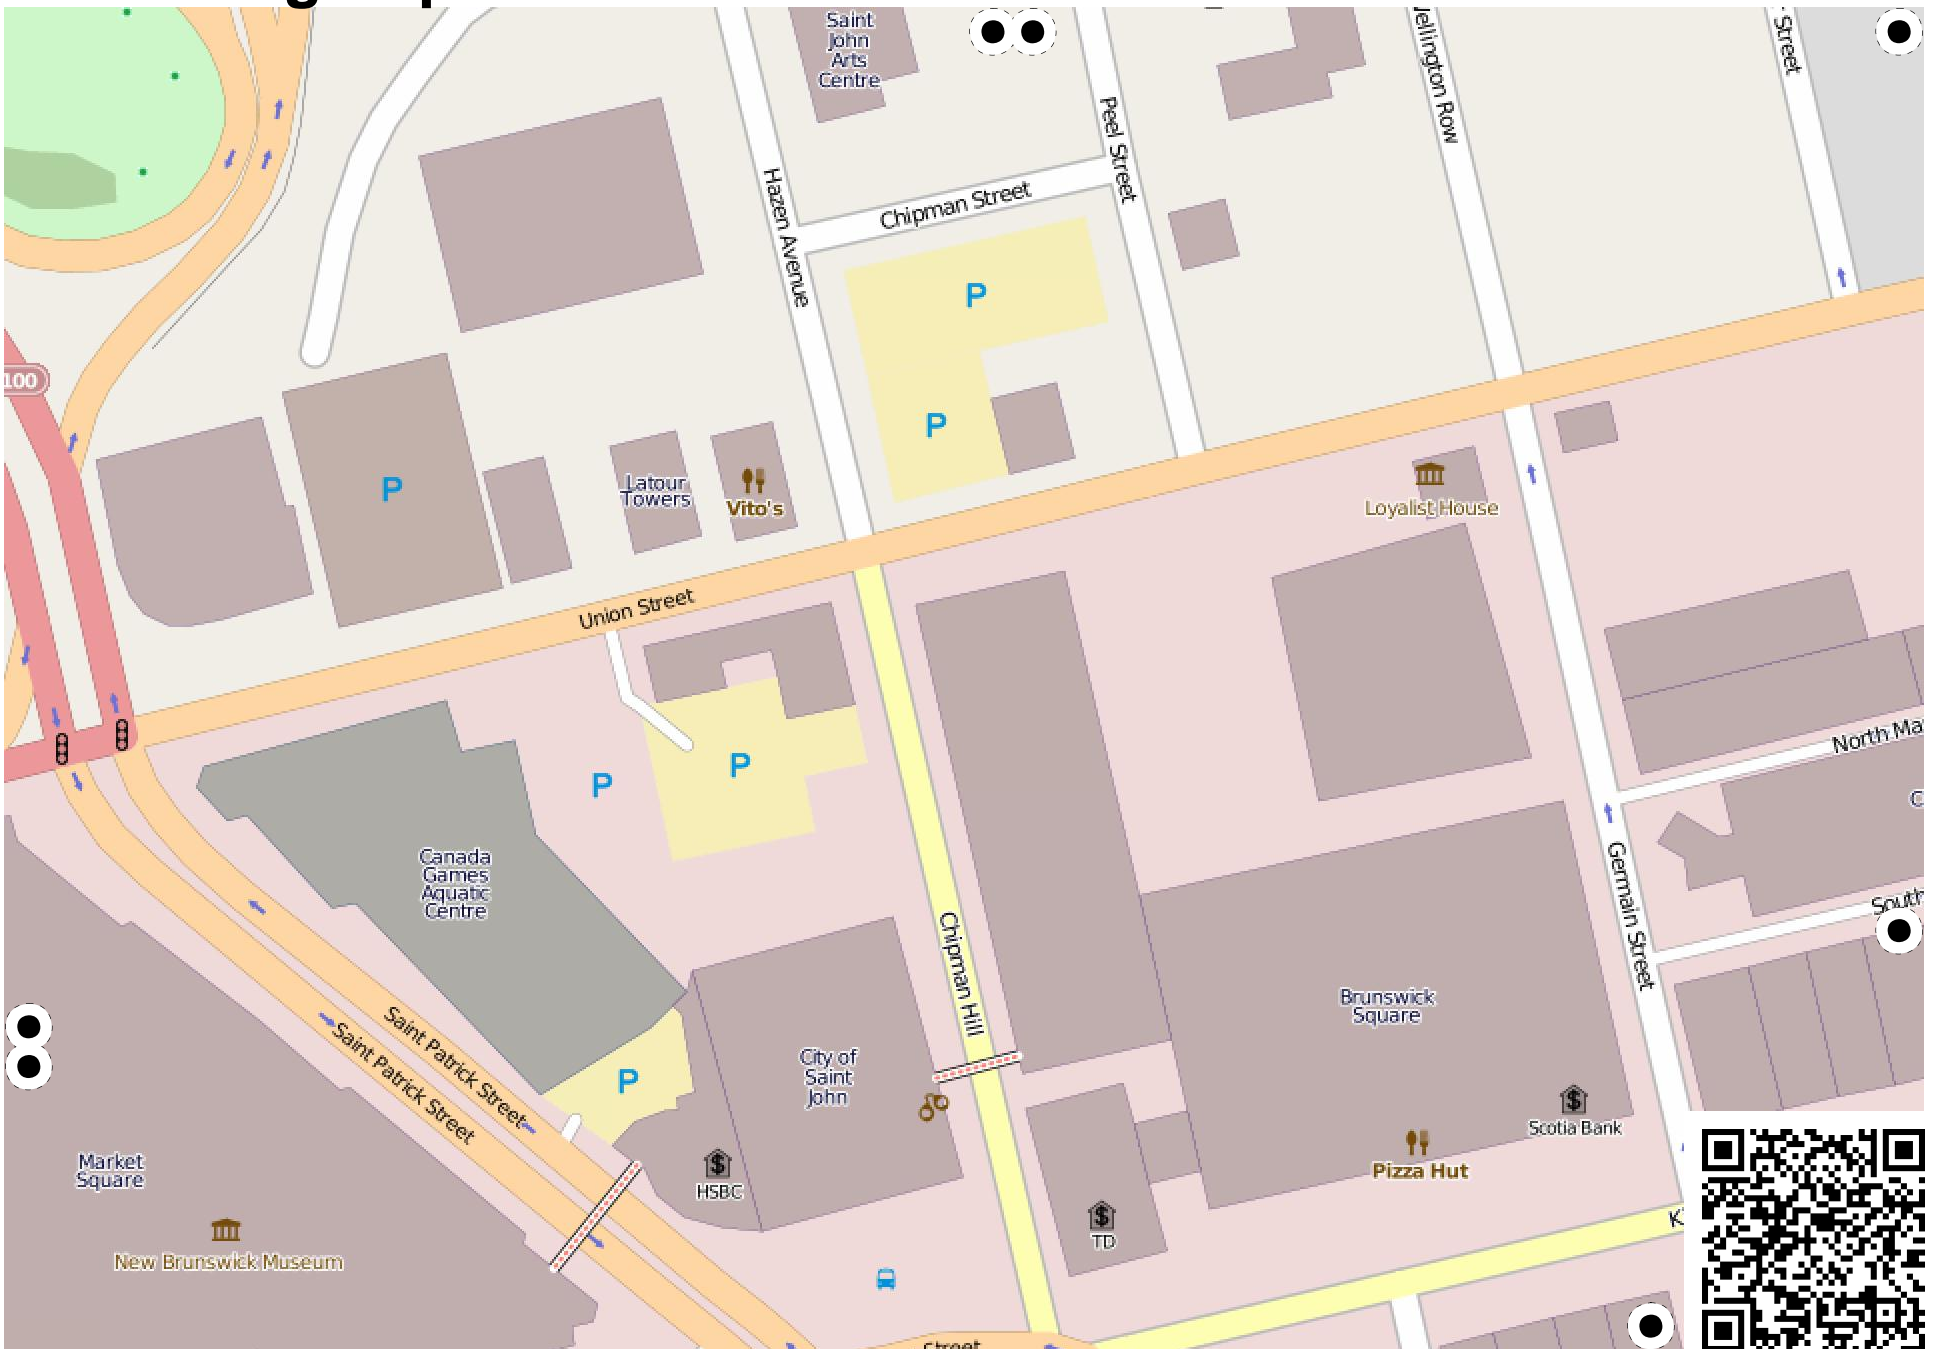 Saint
John
Arts
Centre
Street
Wellington Row
Peel Street
Chipman Street
Hazen Avenue
P
P
100
P
Latour
Towers
Vito's
Loyalist House
Union Street
P
P
Canada
Games
Aquatic
Centre
North Ma
C
Germain Street
South
Chipman Hill
Brunswick
Square
Saint Patrick Street
Saint Patrick Street
P
City of
Saint
John
Scotia Bank
Pizza Hut
HSBC
TD
Market
Square
New Brunswick Museum
K
Street